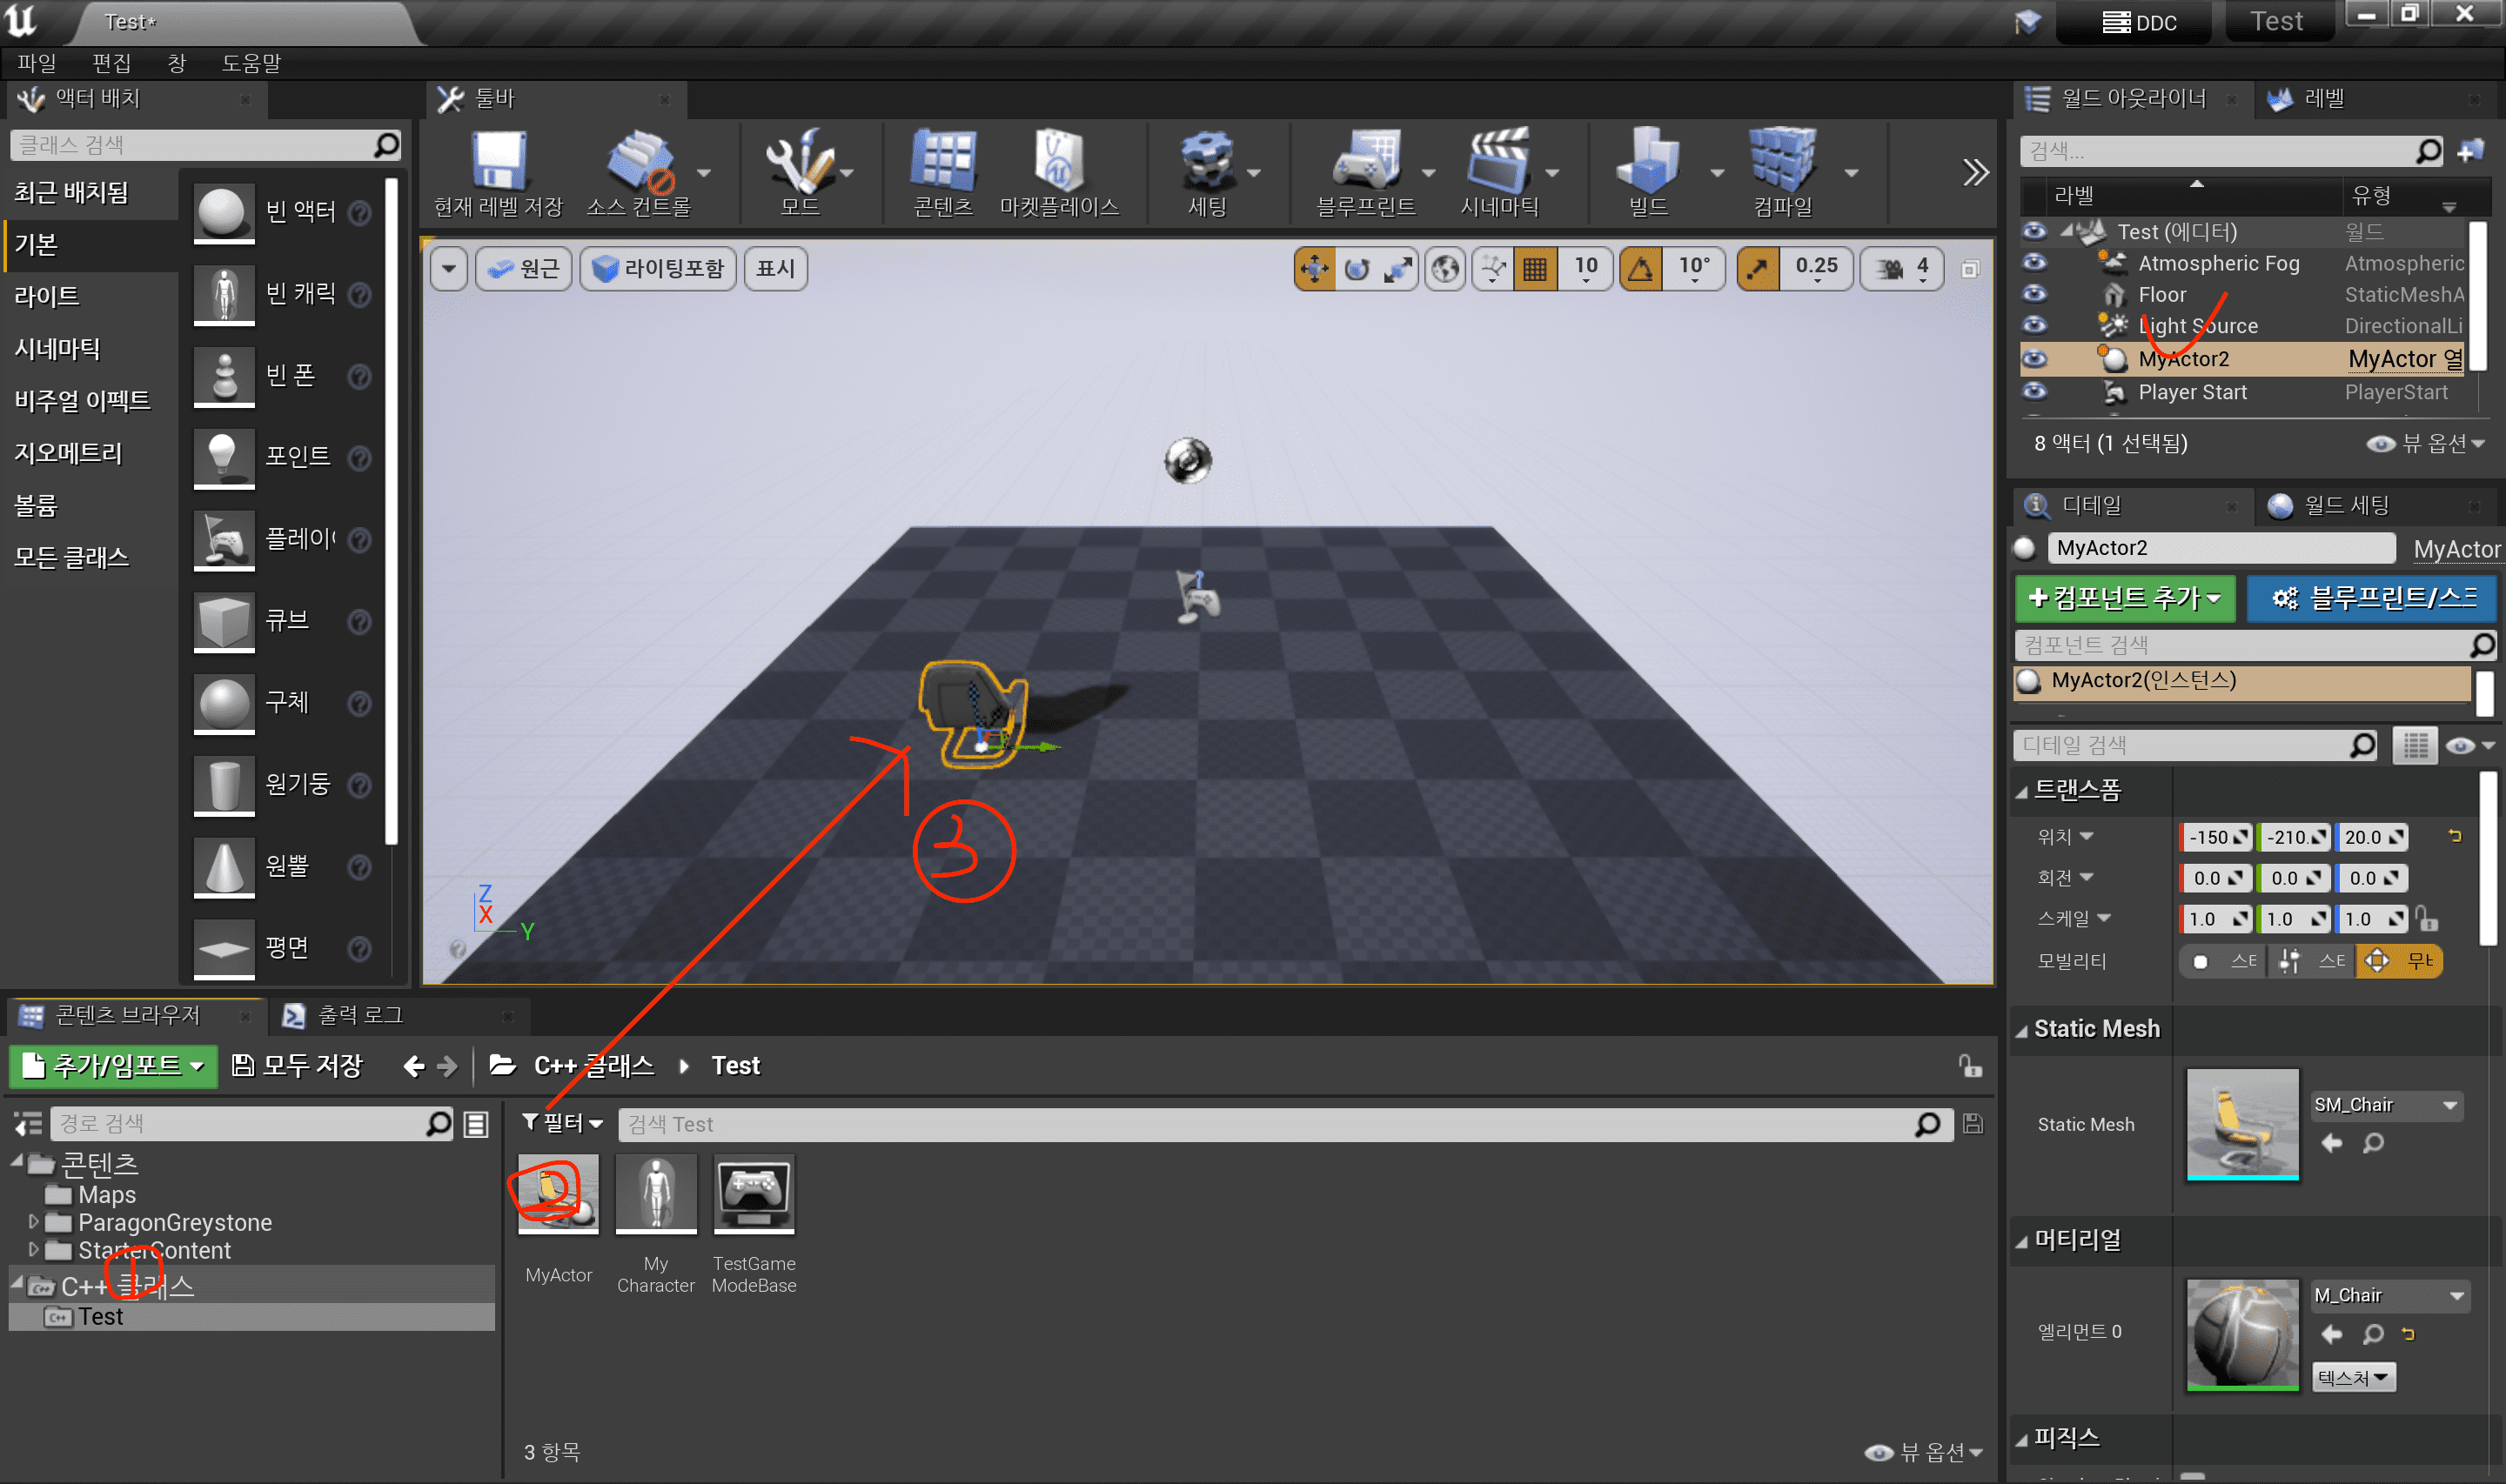 Test*
DDC
Test
파일 편집 창 도움말
액터 배치
툴바
월드 아웃라이너
레벨
클래스 검색
최근 배치됨
기본
라이트
시네마틱
비주얼 이펙트
지오메트리
볼륨
모든 클래스
빈 액터
빈 캐릭
빈 폰
포인트
플레이
큐브
구체
원기둥
원뿔
평면
현재 레벨 저장
소스 컨트롤
모드
콘텐츠
마켓플레이스
세팅
블루프린트
시네마틱
빌드
컴파일
원근
라이팅포함
표시
10
10°
0.25
4
3
Z
X
Y
검색...
라벨 유형
Test (에디터) 월드
Atmospheric Fog Atmospheric
Floor StaticMeshA
Light Source DirectionalLi
MyActor2 MyActor 열
Player Start PlayerStart
8 액터 (1 선택됨)
뷰 옵션
디테일
월드 세팅
MyActor2
MyActor
+컴포넌트 추가
블루프린트/스
컴포넌트 검색
MyActor2(인스턴스)
디테일 검색
트랜스폼
위치 -150 -210. 20.0
회전 0.0 0.0 0.0
스케일 1.0 1.0 1.0
모빌리티 스 스 무
Static Mesh
Static Mesh
SM_Chair
머티리얼
엘리먼트 0
M_Chair
텍스처
피직스
콘텐츠 브라우저
출력 로그
추가/임포트
모두 저장
C++ 클래스
Test
경로 검색
필터
검색 Test
콘텐츠
Maps
ParagonGreystone
StarterContent
C++ 클래스
1
Test
2
MyActor
My
Character
TestGame
ModeBase
3 항목
뷰 옵션